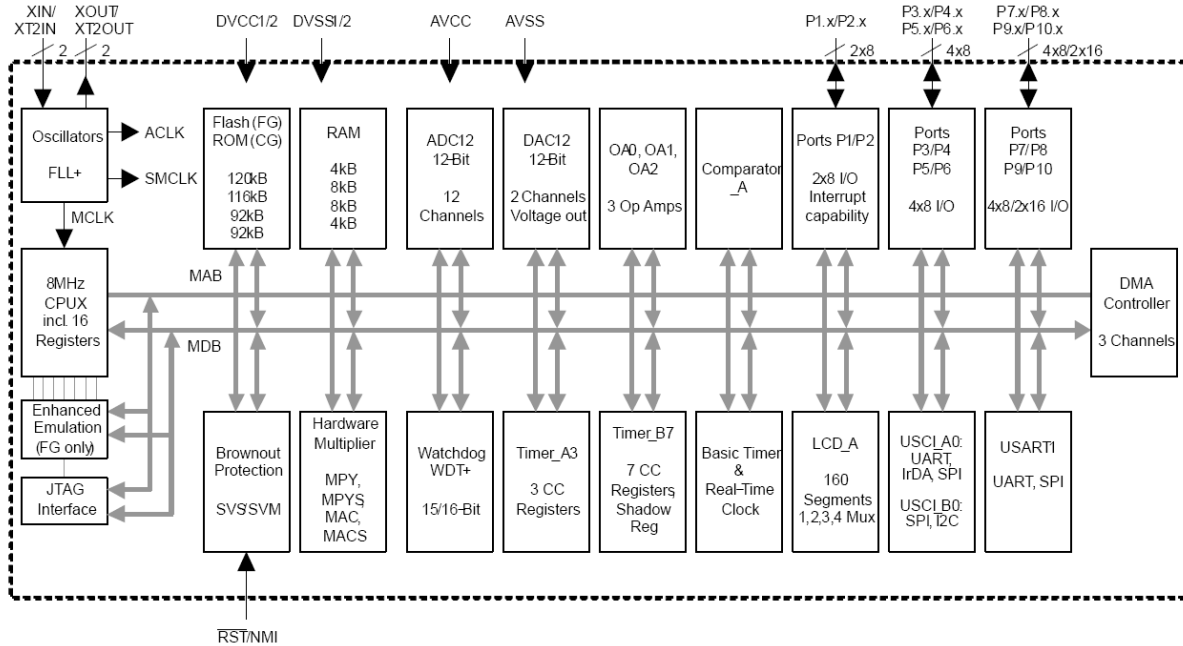 XIN/
XT2IN
XOUT/
XT2OUT
2
2
DVCC1/2
DVSS1/2
AVCC
AVSS
P1.x/P2.x
2x8
P3.x/P4.x
P5.x/P6.x
4x8
P7.x/P8.x
P9.x/P10.x
4x8/2x16
Oscillators
FLL+
ACLK
SMCLK
MCLK
Flash (FG)
ROM (CG)
120kB
116kB
92kB
92kB
RAM
4kB
8kB
8kB
4kB
ADC12
12-Bit
12
Channels
DAC12
12-Bit
2 Channels
Voltage out
OA0, OA1,
OA2
3 Op Amps
Comparator
_A
Ports P1/P2
2x8 I/O
Interrupt
capability
Ports
P3/P4
P5/P6
4x8 I/O
Ports
P7/P8
P9/P10
4x8/2x16 I/O
8MHz
CPUX
incl. 16
Registers
MAB
MDB
DMA
Controller
3 Channels
Enhanced
Emulation
(FG only)
JTAG
Interface
Brownout
Protection
SVS/SVM
Hardware
Multiplier
MPY,
MPYS,
MAC,
MACS
Watchdog
WDT+
15/16-Bit
Timer_A3
3 CC
Registers
Timer_B7
7 CC
Registers,
Shadow
Reg
Basic Timer
&
Real-Time
Clock
LCD_A
160
Segments
1,2,3,4 Mux
USCI_A0:
UART,
IrDA, SPI
USCI_B0:
SPI, I2C
USART1
UART, SPI
RST/NMI